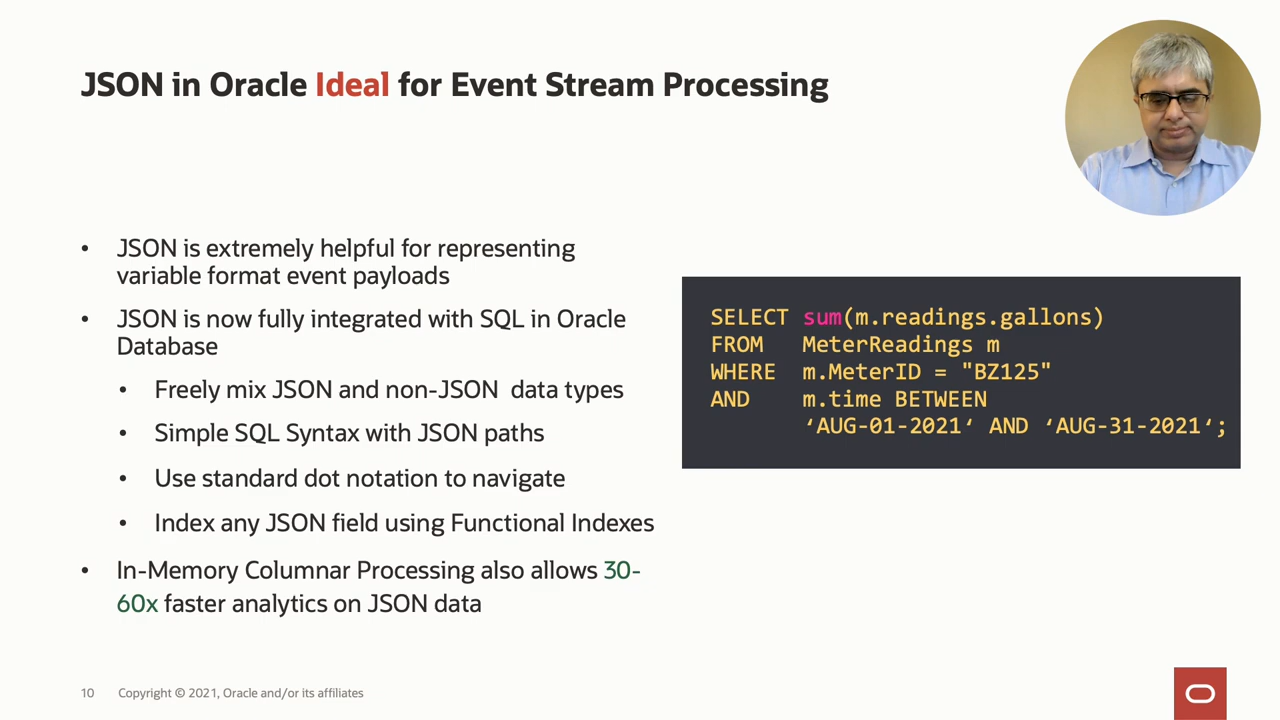 JSON in Oracle Ideal for Event Stream Processing
• JSON is extremely helpful for representing
variable format event payloads
• JSON is now fully integrated with SQL in Oracle
Database
• Freely mix JSON and non-JSON data types
• Simple SQL Syntax with JSON paths
• Use standard dot notation to navigate
• Index any JSON field using Functional Indexes
• In-Memory Columnar Processing also allows 30-
60x faster analytics on JSON data
SELECT sum(m.readings.gallons)
FROM MeterReadings m
WHERE m.MeterID = "BZ125"
AND m.time BETWEEN
‘AUG-01-2021‘ AND ‘AUG-31-2021‘;
10 Copyright © 2021, Oracle and/or its affiliates